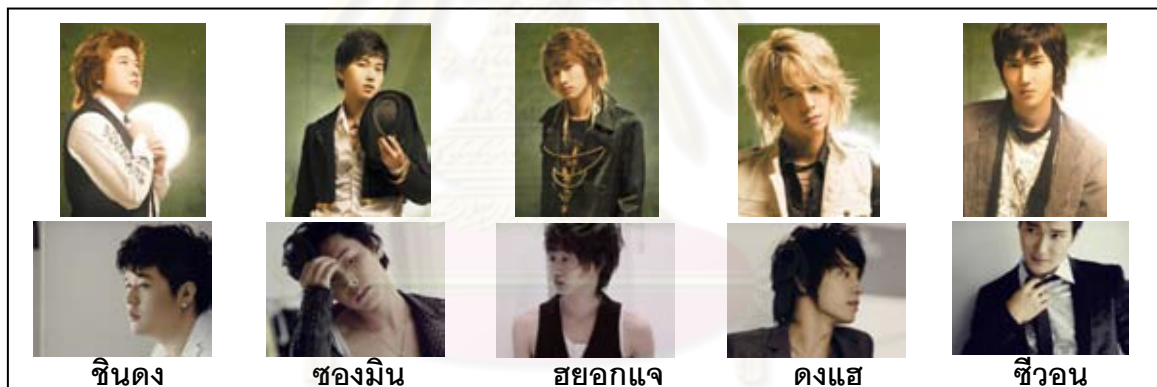 ชินดง
ซองมิน
ฮยอกแจ
ดงแฮ
ซีวอน